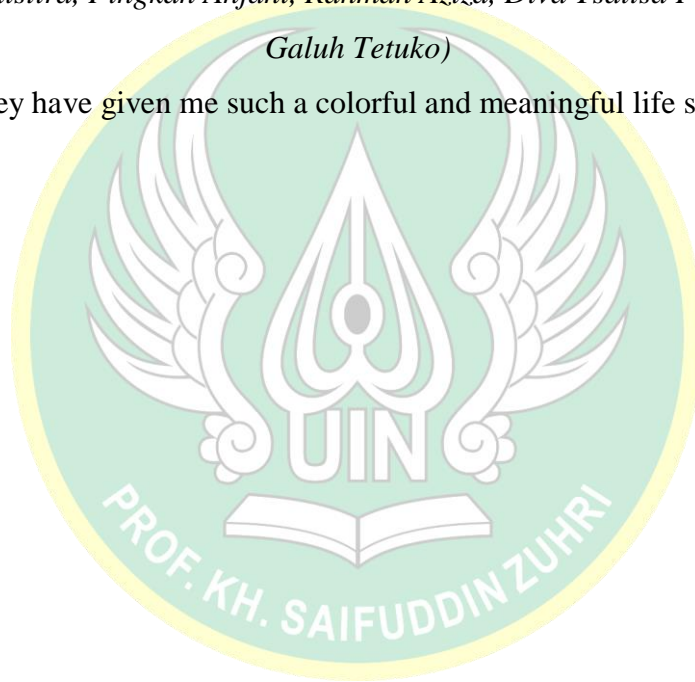 Galuh Tetuko)
ey have given me such a colorful and meaningful life s
UIN
PROF. KH. SAIFUDDIN ZUHRI